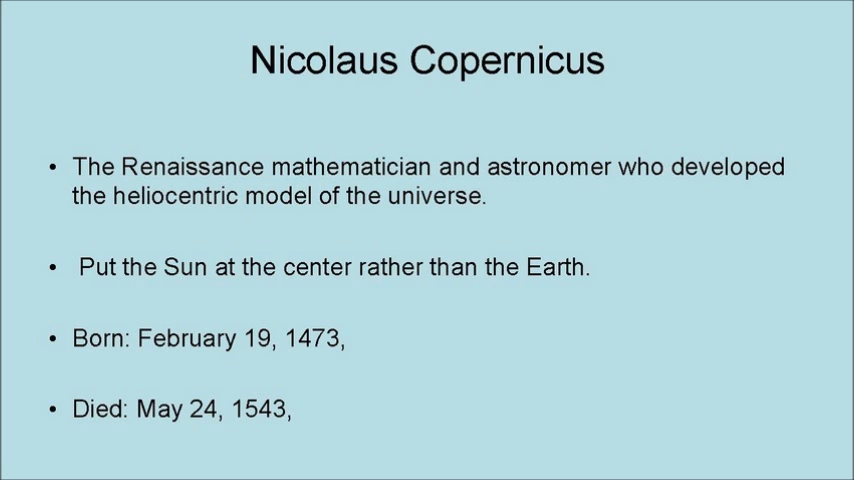 Nicolaus Copernicus
• The Renaissance mathematician and astronomer who developed
the heliocentric model of the universe.
• Put the Sun at the center rather than the Earth.
• Born: February 19, 1473,
• Died: May 24, 1543,